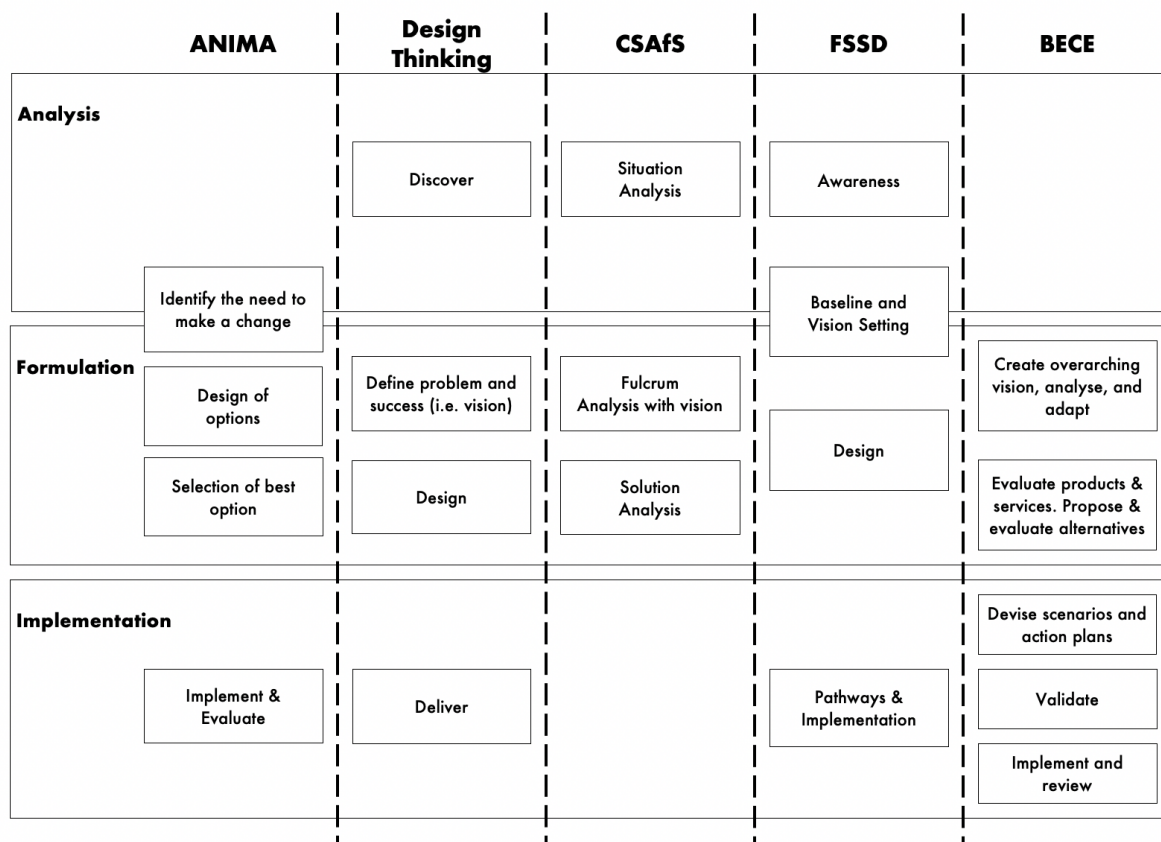 ANIMA
Design
Thinking
CSAfS
FSSD
BECE
Analysis
Discover
Situation
Analysis
Awareness
Identify the need to
make a change
Baseline and
Vision Setting
Formulation
Design of
options
Define problem and
success (i.e. vision)
Fulcrum
Analysis with vision
Design
Create overarching
vision, analyse, and
adapt
Selection of best
option
Design
Solution
Analysis
Evaluate products &
services. Propose &
evaluate alternatives
Implementation
Devise scenarios and
action plans
Implement &
Evaluate
Deliver
Pathways &
Implementation
Validate
Implement and
review